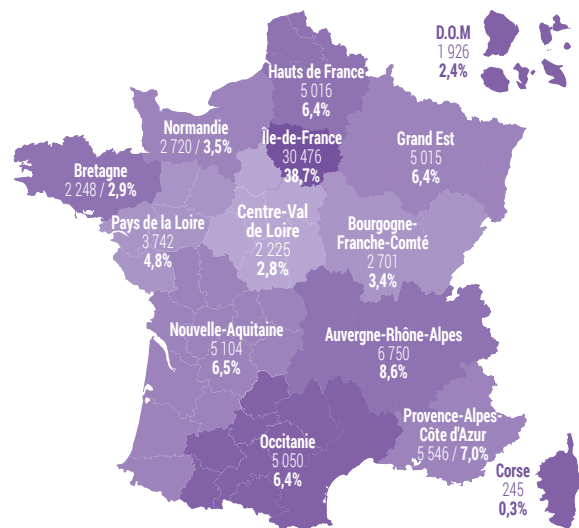 D.O.M
1 926
2,4%
Hauts de France
5 016
6,4%
Normandie
2 720 / 3,5%
Île-de-France
30 476
38,7%
Grand Est
5 015
6,4%
Bretagne
2 248 / 2,9%
Pays de la Loire
3 742
4,8%
Centre-Val
de Loire
2 225
2,8%
Bourgogne-
Franche-Comté
2 701
3,4%
Nouvelle-Aquitaine
5 104
6,5%
Auvergne-Rhône-Alpes
6 750
8,6%
Occitanie
5 050
6,4%
Provence-Alpes-
Côte d'Azur
5 546 / 7,0%
Corse
245
0,3%